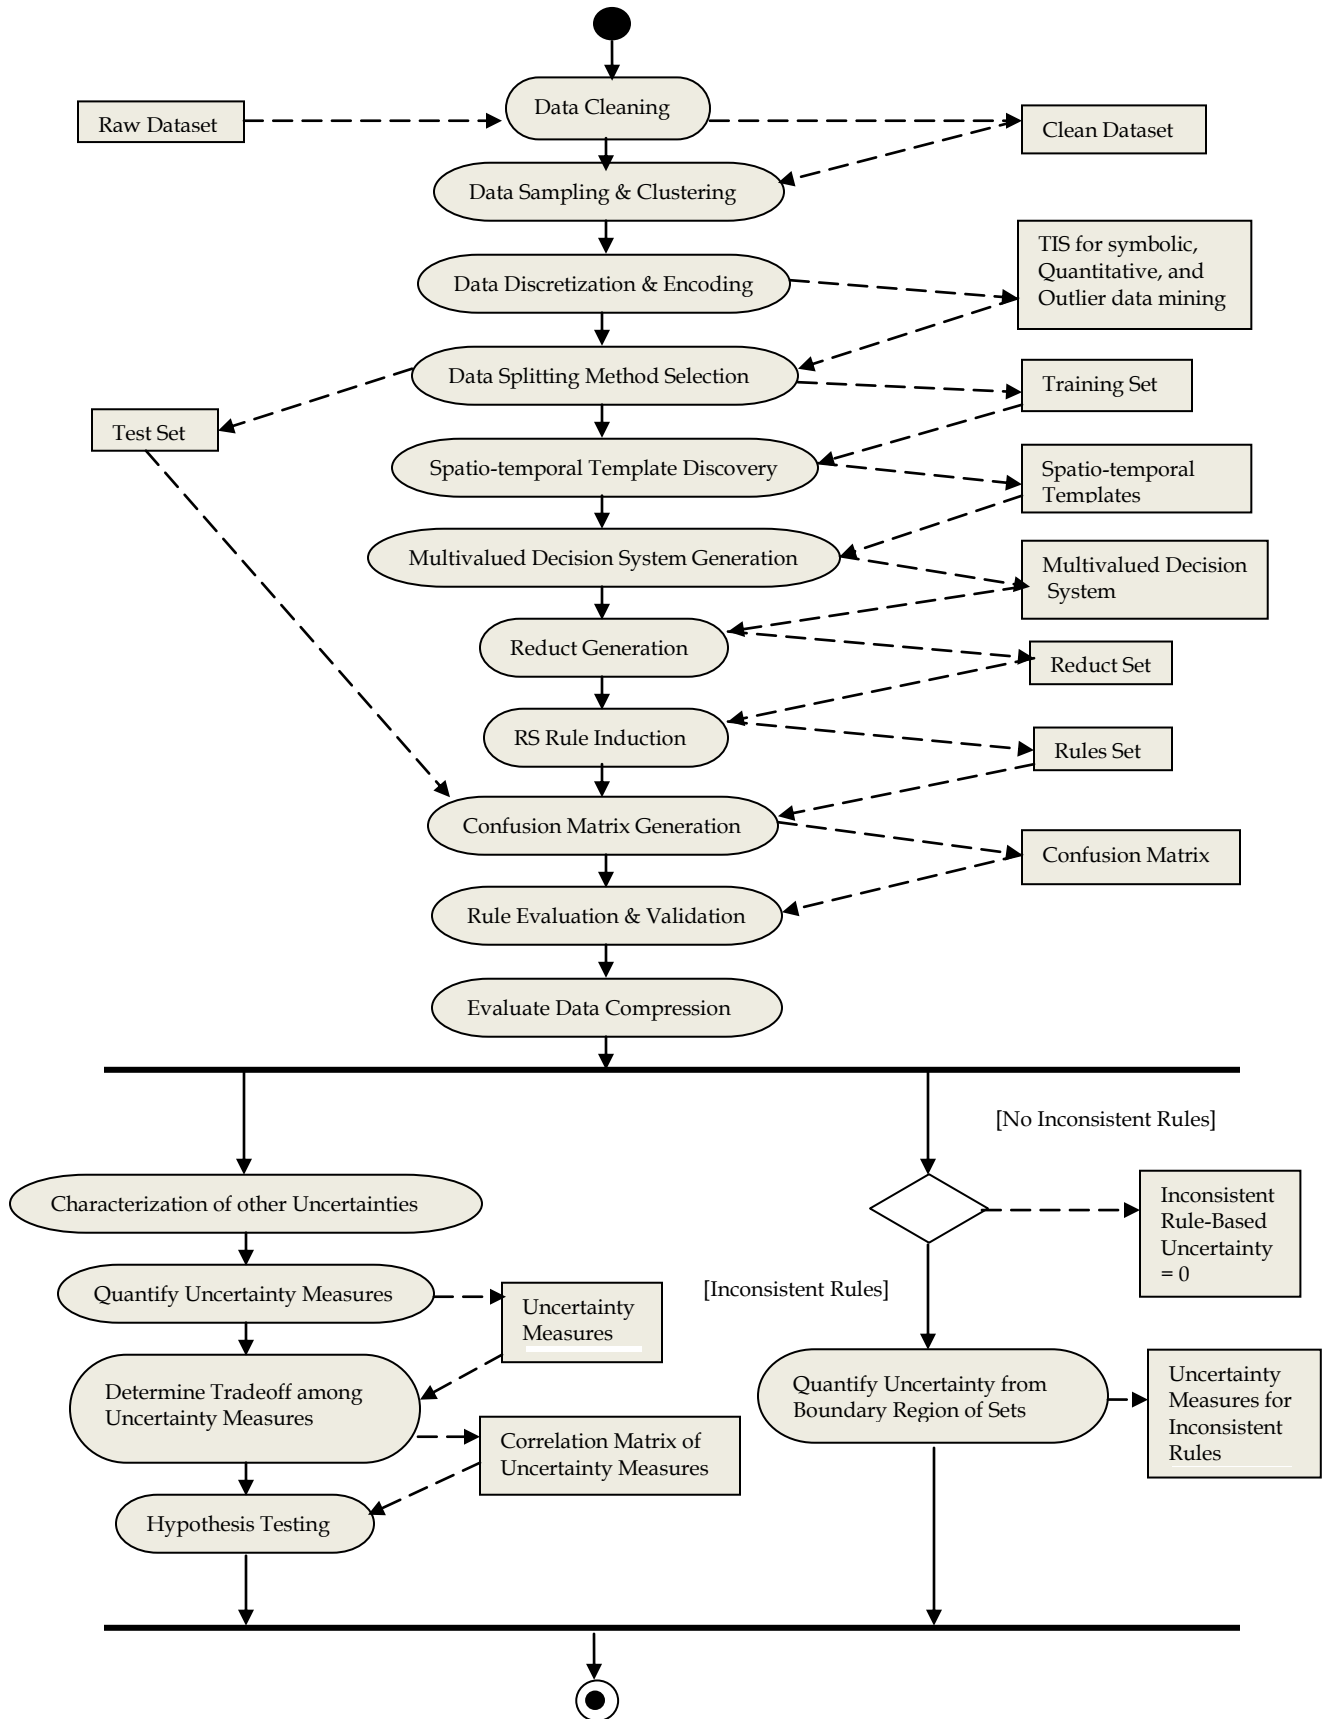 Data Cleaning
Raw Dataset
Clean Dataset
Data Sampling & Clustering
TIS for symbolic,
Quantitative, and
Outlier data mining
Data Discretization & Encoding
Data Splitting Method Selection
Training Set
Test Set
Spatio-temporal Template Discovery
Spatio-temporal
Templates
Multivalued Decision System Generation
Multivalued Decision
System
Reduct Generation
Reduct Set
RS Rule Induction
Rules Set
Confusion Matrix Generation
Confusion Matrix
Rule Evaluation & Validation
Evaluate Data Compression
[No Inconsistent Rules]
Characterization of other Uncertainties
Inconsistent
Rule-Based
Uncertainty
= 0
Quantify Uncertainty Measures
[Inconsistent Rules]
Uncertainty
Measures
Determine Tradeoff among
Uncertainty Measures
Quantify Uncertainty from
Boundary Region of Sets
Uncertainty
Measures for
Inconsistent
Rules
Correlation Matrix of
Uncertainty Measures
Hypothesis Testing